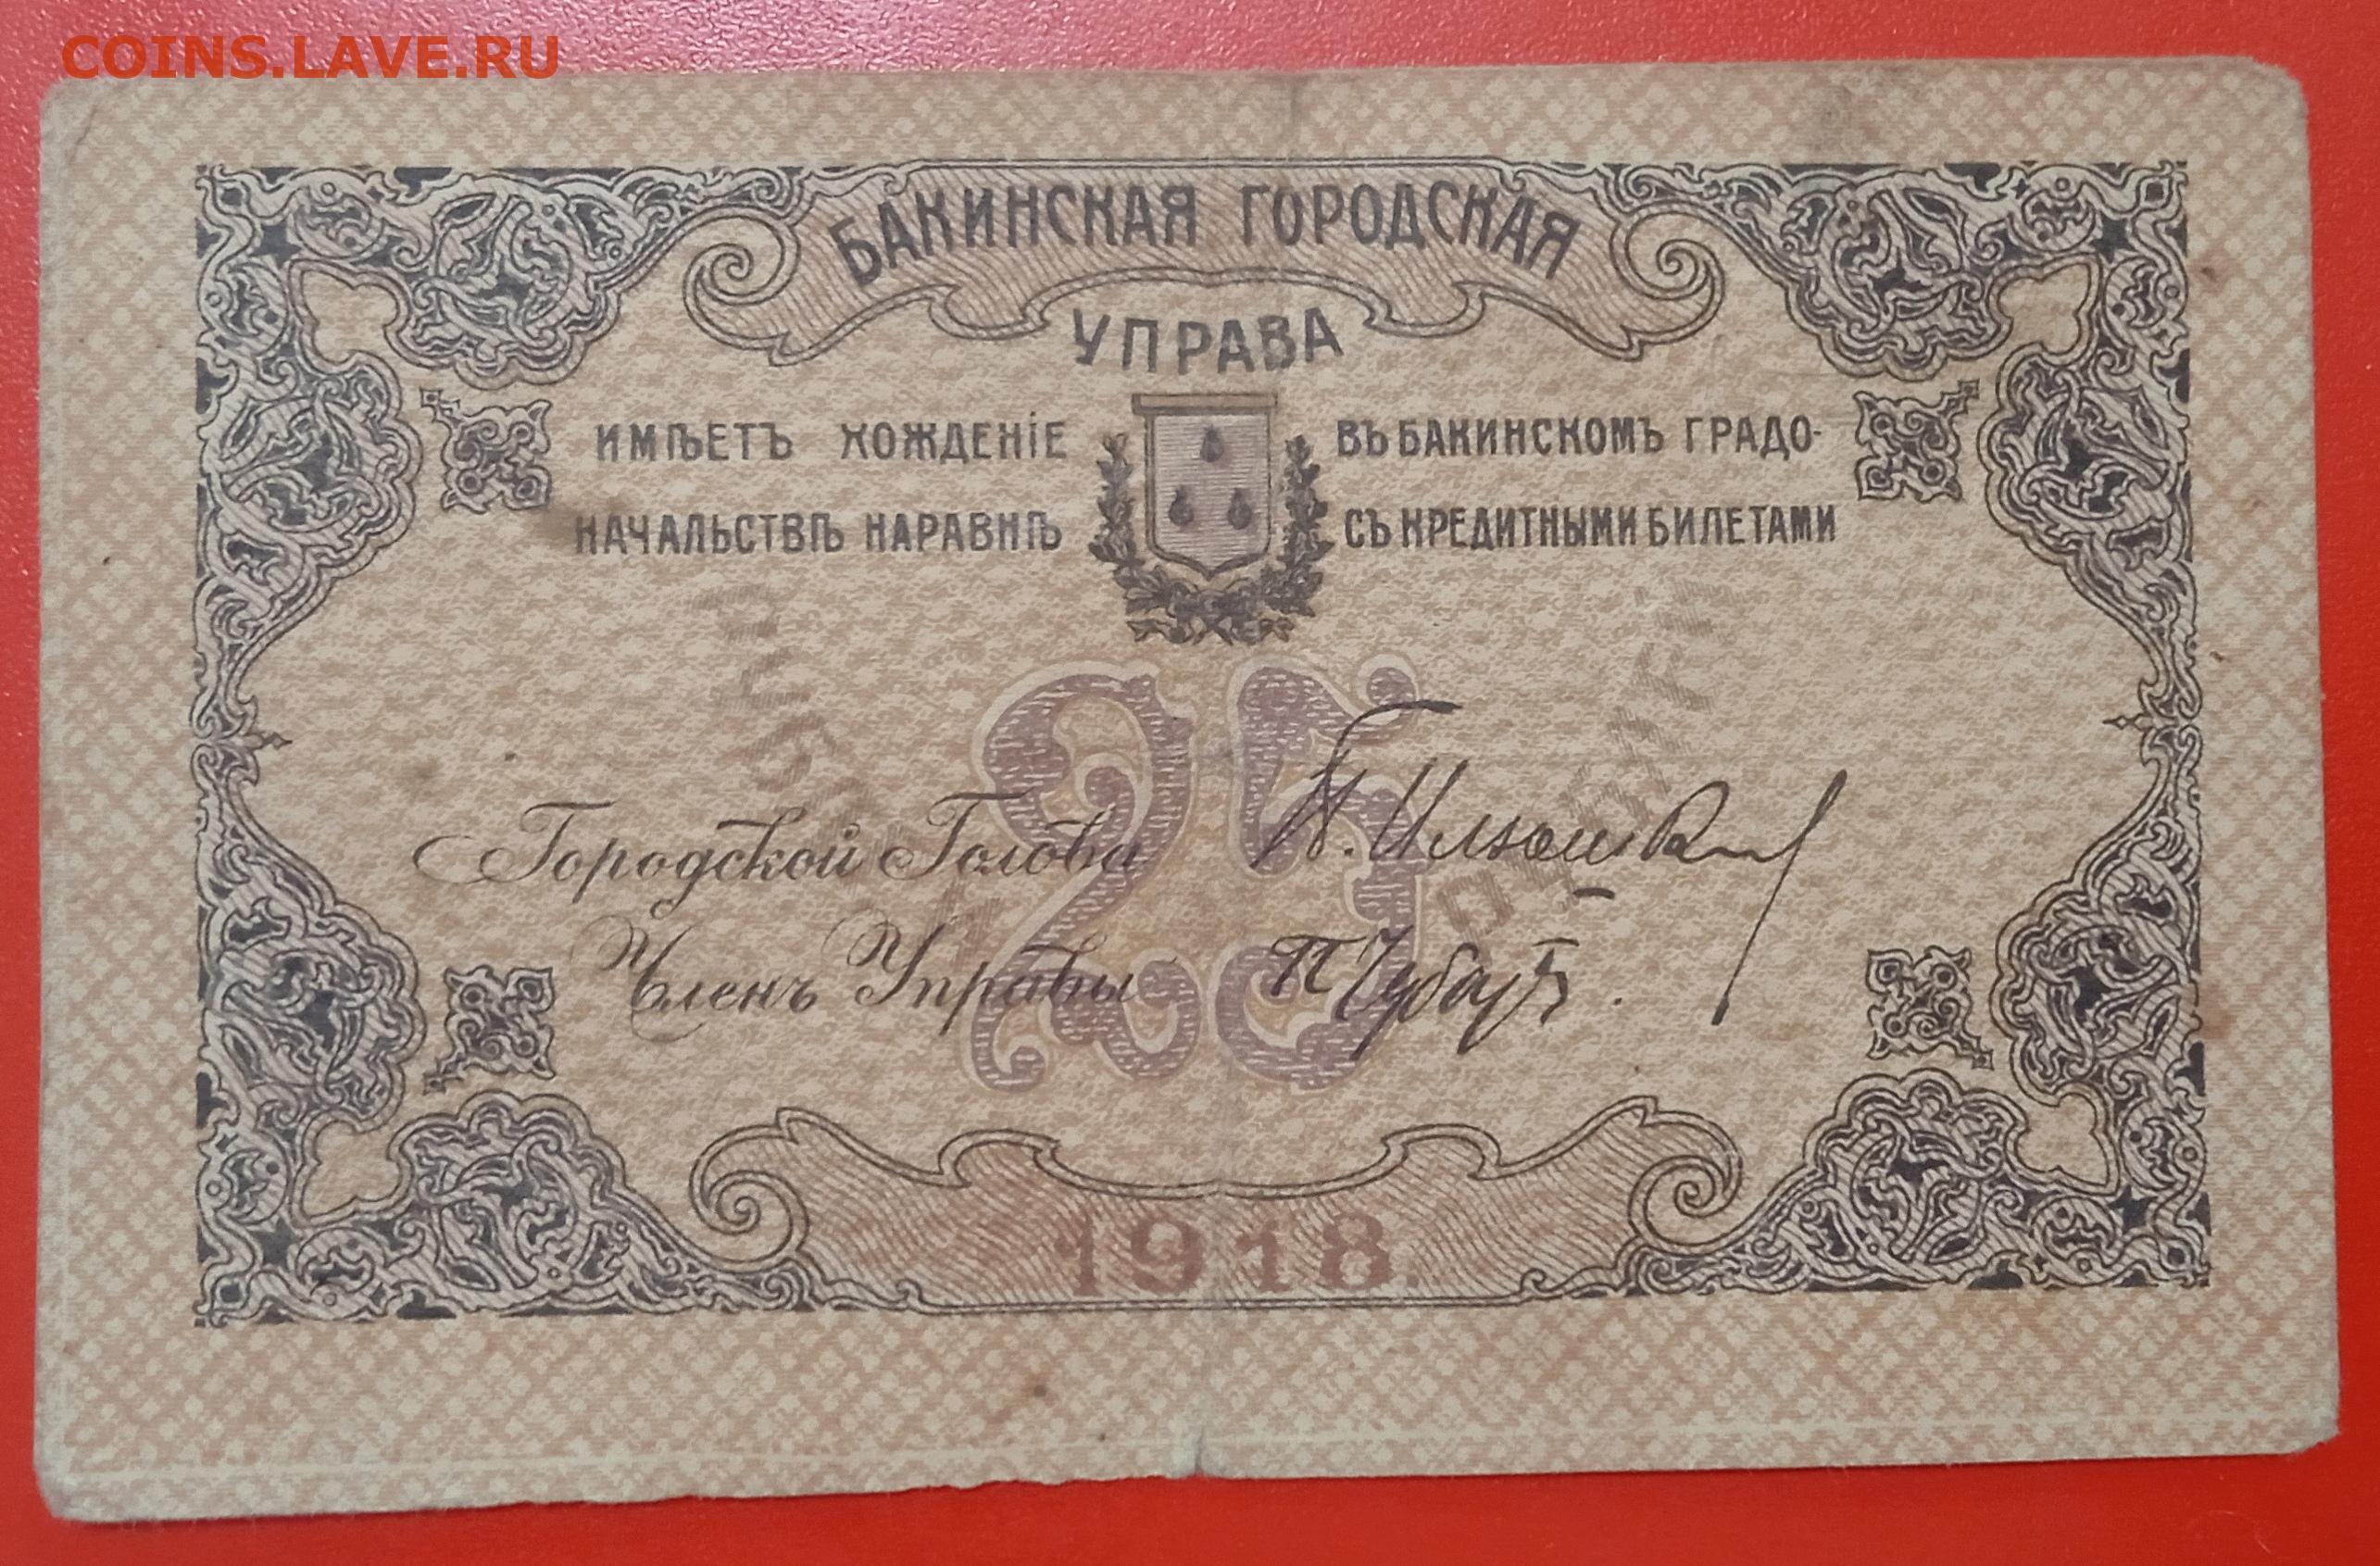 COINS.LAVE.RU
БАКИНСКАЯ ГОРОДСКАЯ
УПРАВА
ИМѢЕТЪ ХОЖДЕНІЕ ВЪ БАКИНСКОМЪ ГРАДО-
НАЧАЛЬСТВѢ НАРАВНѢ СЪ КРЕДИТНЫМИ БИЛЕТАМИ
25
Городской Голова
Членъ Управы
1918.